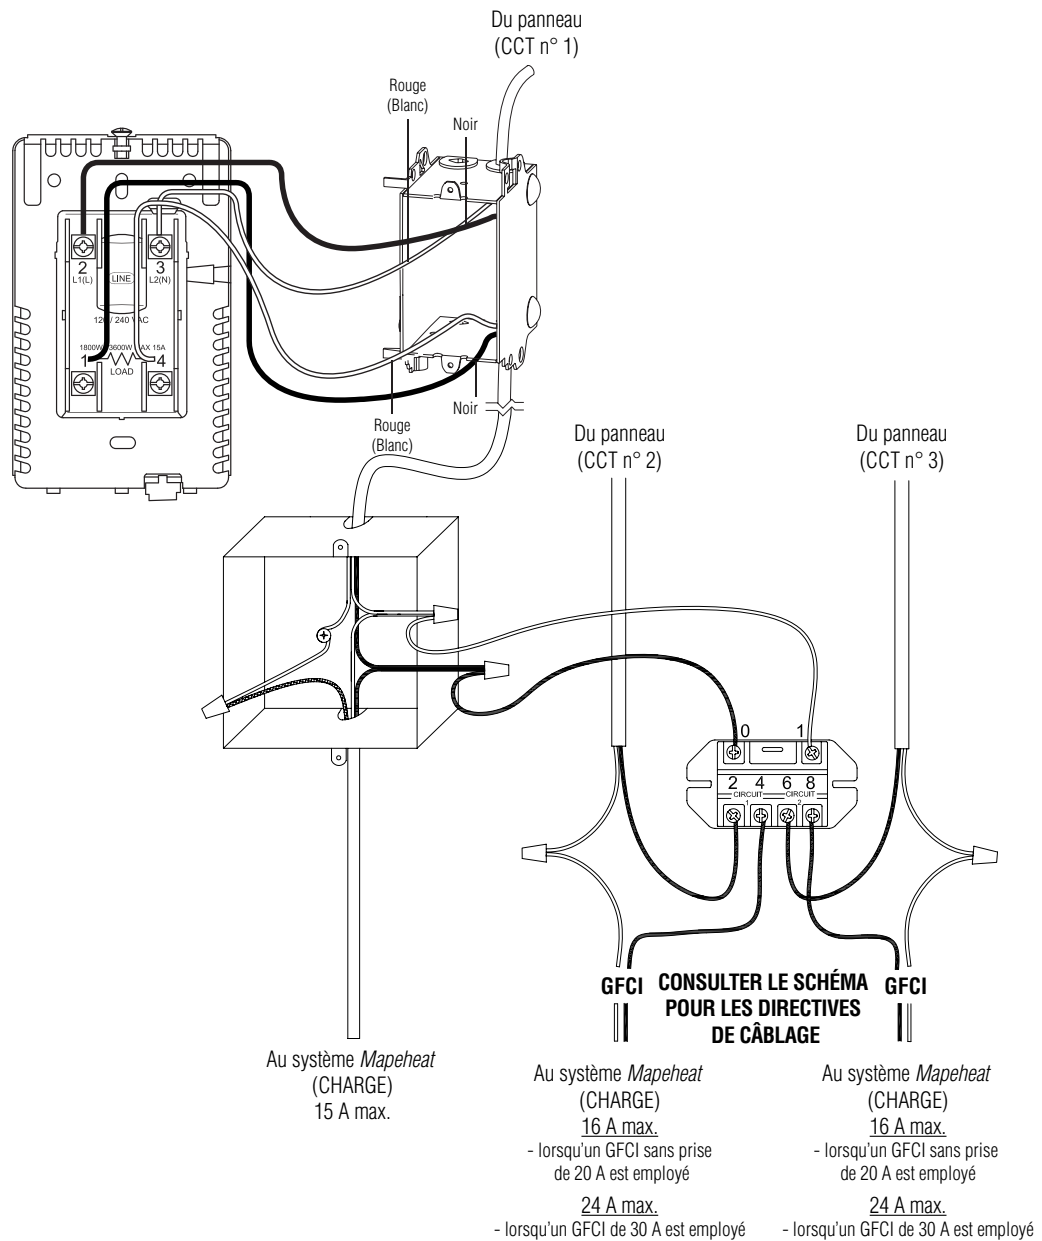 Du panneau
(CCT n° 1)
Rouge
(Blanc)
Noir
2
3
L1(L)
LINE
L2(N)
120 / 240 VAC
1800W 3600W MAX 15A
1
4
LOAD
Noir
Rouge
(Blanc)
Du panneau
(CCT n° 2)
Du panneau
(CCT n° 3)
0
1
2 4 6 8
CIRCUIT
CIRCUIT
1
2
GFCI
CONSULTER LE SCHÉMA
POUR LES DIRECTIVES
DE CÂBLAGE
GFCI
Au système Mapeheat
(CHARGE)
15 A max.
Au système Mapeheat
(CHARGE)
16 A max.
- lorsqu'un GFCI sans prise
de 20 A est employé
24 A max.
- lorsqu'un GFCI de 30 A est employé
Au système Mapeheat
(CHARGE)
16 A max.
- lorsqu'un GFCI sans prise
de 20 A est employé
24 A max.
- lorsqu'un GFCI de 30 A est employé